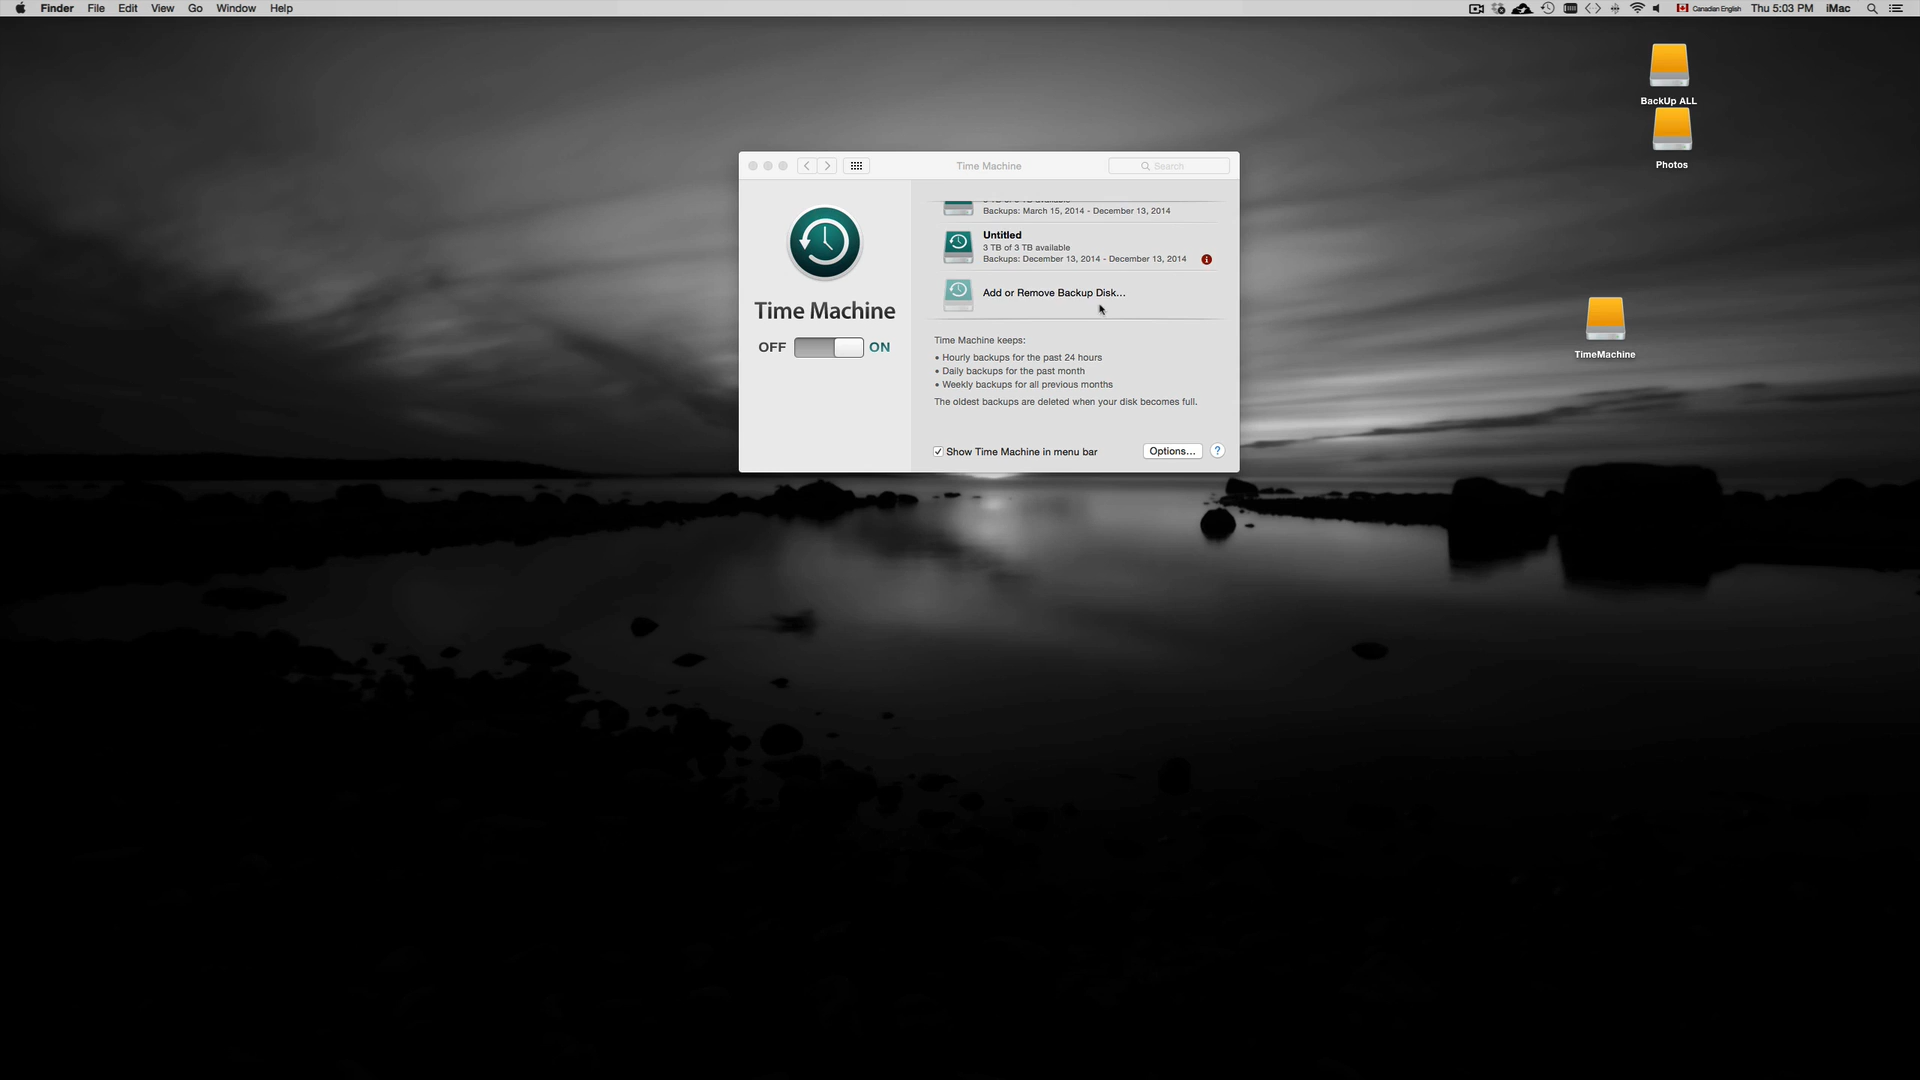 Finder File Edit View Go Window Help
Canadian English Thu 5:03 PM iMac
BackUp ALL
Photos
Time Machine
Search
Backups: March 15, 2014 - December 13, 2014
Untitled
3 TB of 3 TB available
Backups: December 13, 2014 - December 13, 2014
Add or Remove Backup Disk...
Time Machine
OFF ON
Time Machine keeps:
• Hourly backups for the past 24 hours
• Daily backups for the past month
• Weekly backups for all previous months
The oldest backups are deleted when your disk becomes full.
Show Time Machine in menu bar
Options...
?
TimeMachine